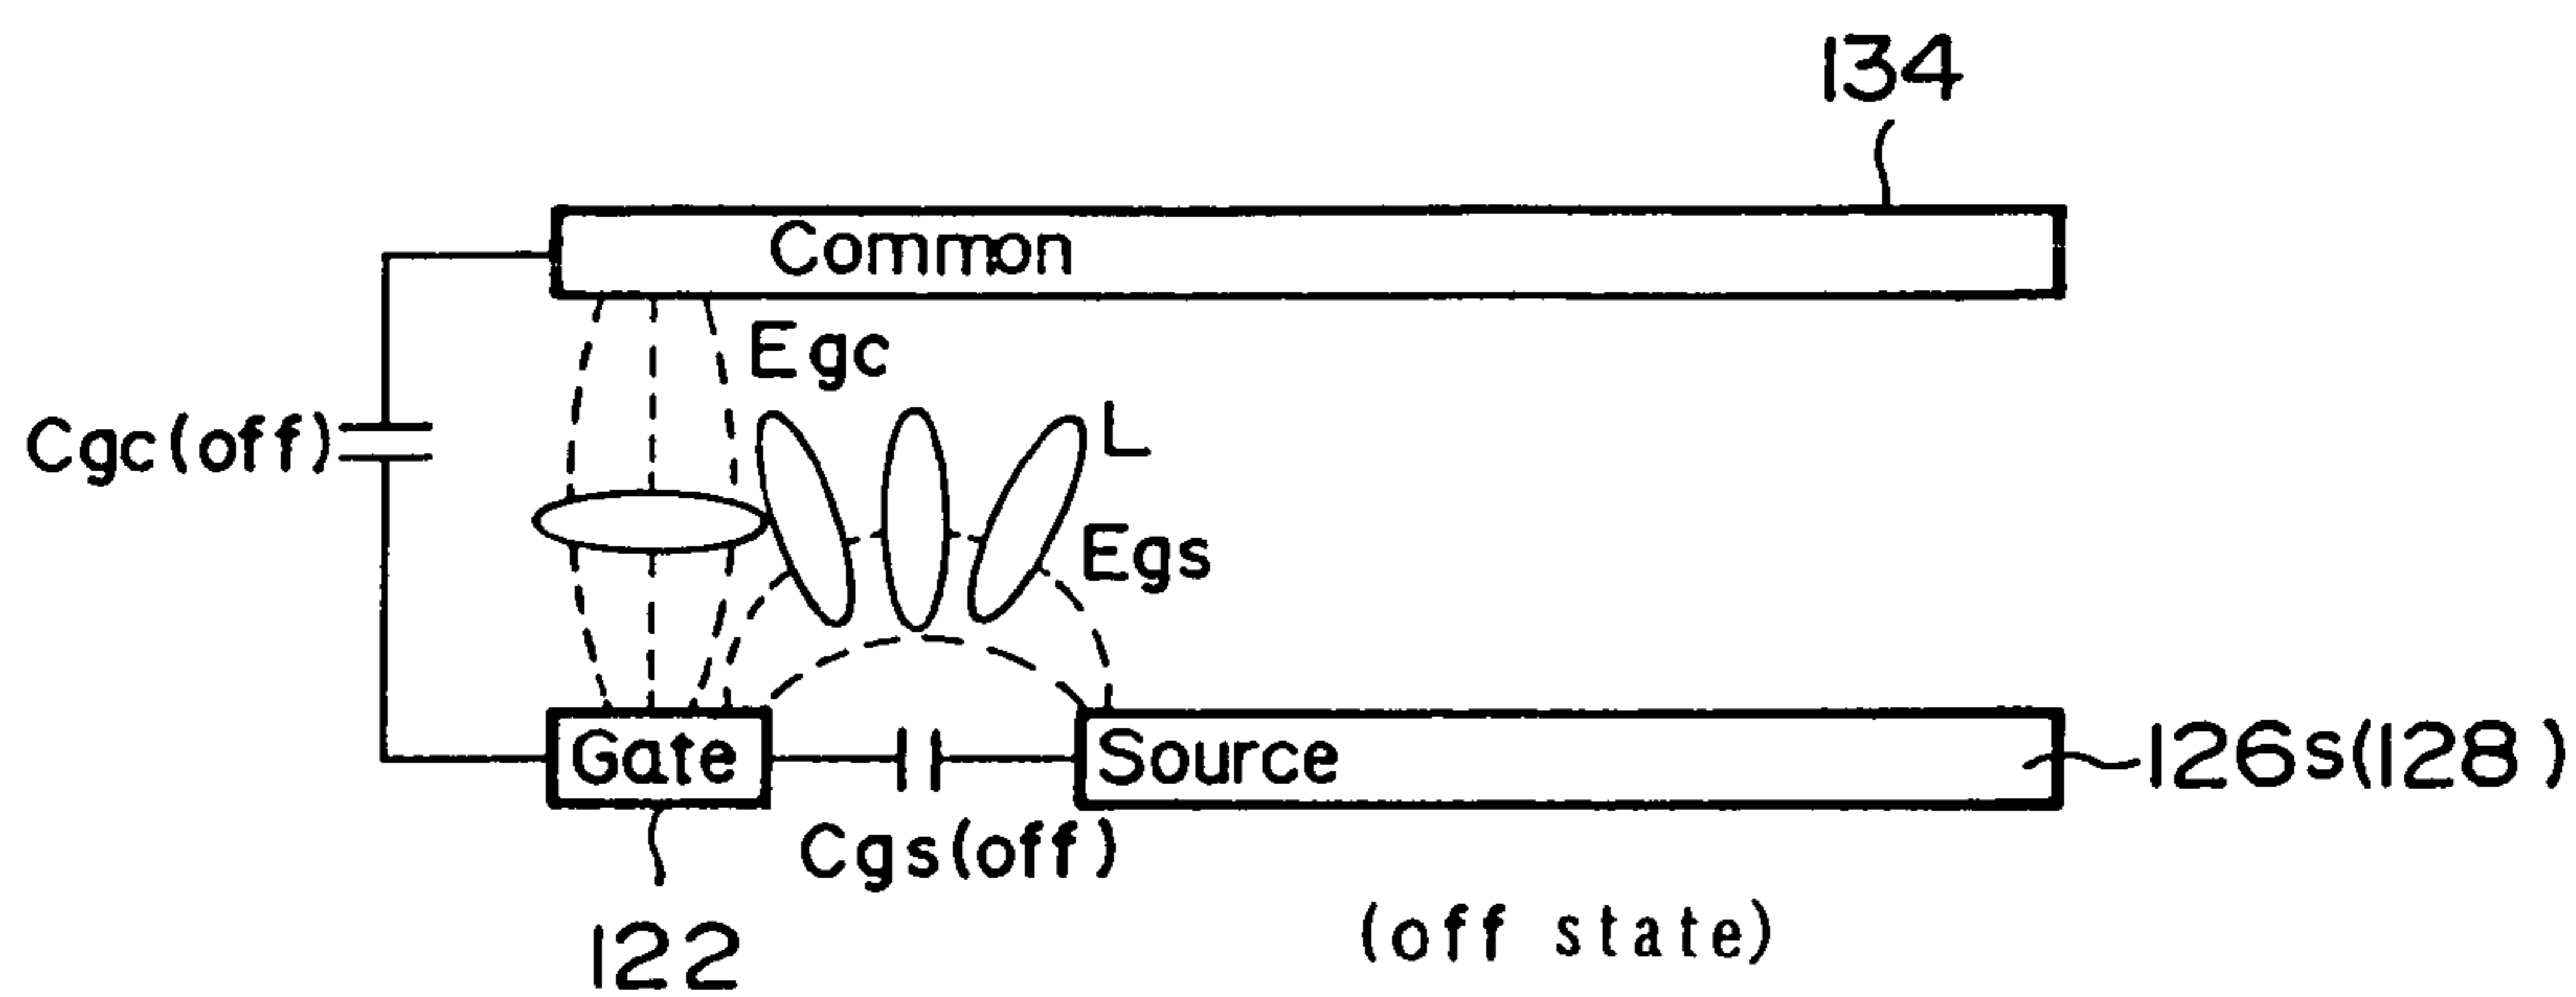 134
Common
Egc
Cgc(off)
L
Egs
Gate
Source
126s(128)
Cgs(off)
122
(off state)